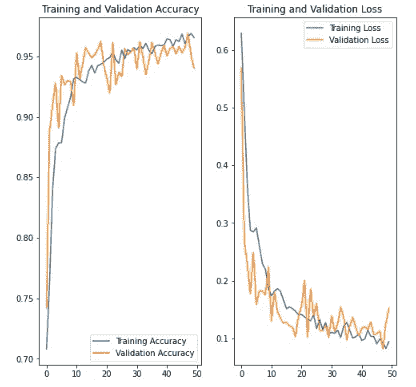 Training and Validation Accuracy
0.95
0.90
0.85
0.80
0.75
0.70
0 10 20 30 40 50
Training Accuracy
Validation Accuracy
Training and Validation Loss
Training Loss
Validation Loss
0.6
0.5
0.4
0.3
0.2
0.1
0 10 20 30 40 50